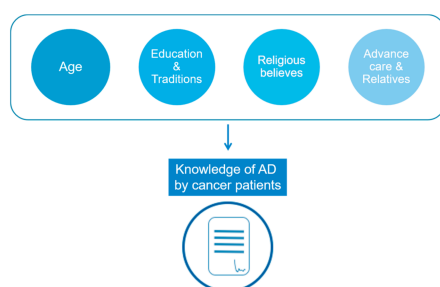 Age
Education
&
Traditions
Religious
believes
Advance
care &
Relatives
Knowledge of AD
by cancer patients